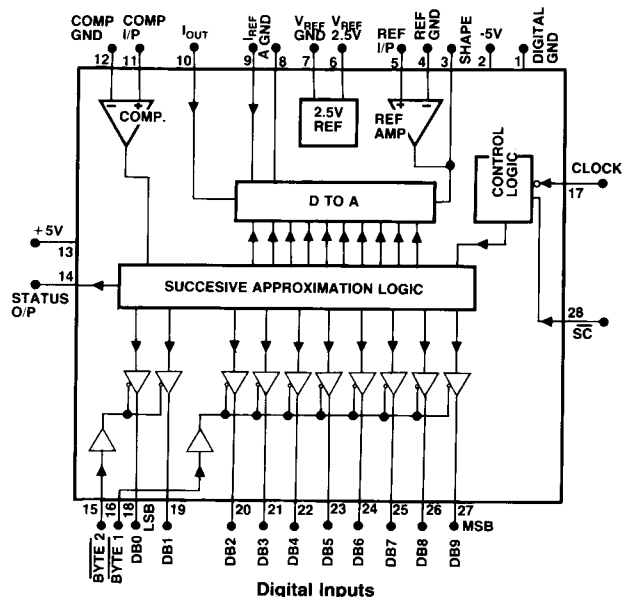 COMP GND
12
COMP I/P
11
IOUT
10
IREF
9
A GND
8
VREF GND
7
VREF 2.5V
6
REF I/P
5
REF GND
4
SHAPE
3
-5V
2
DIGITAL GND
1
- +
COMP.
2.5V REF
+ -
REF AMP
CONTROL LOGIC
CLOCK
17
D TO A
+5V
13
14
STATUS O/P
SUCCESIVE APPROXIMATION LOGIC
28
SC
15 16 18 LSB 19 20 21 22 23 24 25 26 27 MSB
BYTE 2
BYTE 1
DB0
DB1
DB2
DB3
DB4
DB5
DB6
DB7
DB8
DB9
Digital Inputs